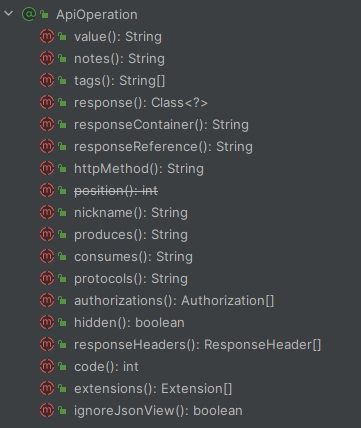 ApiOperation
value(): String
notes(): String
tags(): String[]
response(): Class<?>
responseContainer(): String
responseReference(): String
httpMethod(): String
position(): int
nickname(): String
produces(): String
consumes(): String
protocols(): String
authorizations(): Authorization[]
hidden(): boolean
responseHeaders(): ResponseHeader[]
code(): int
extensions(): Extension[]
ignoreJsonView(): boolean